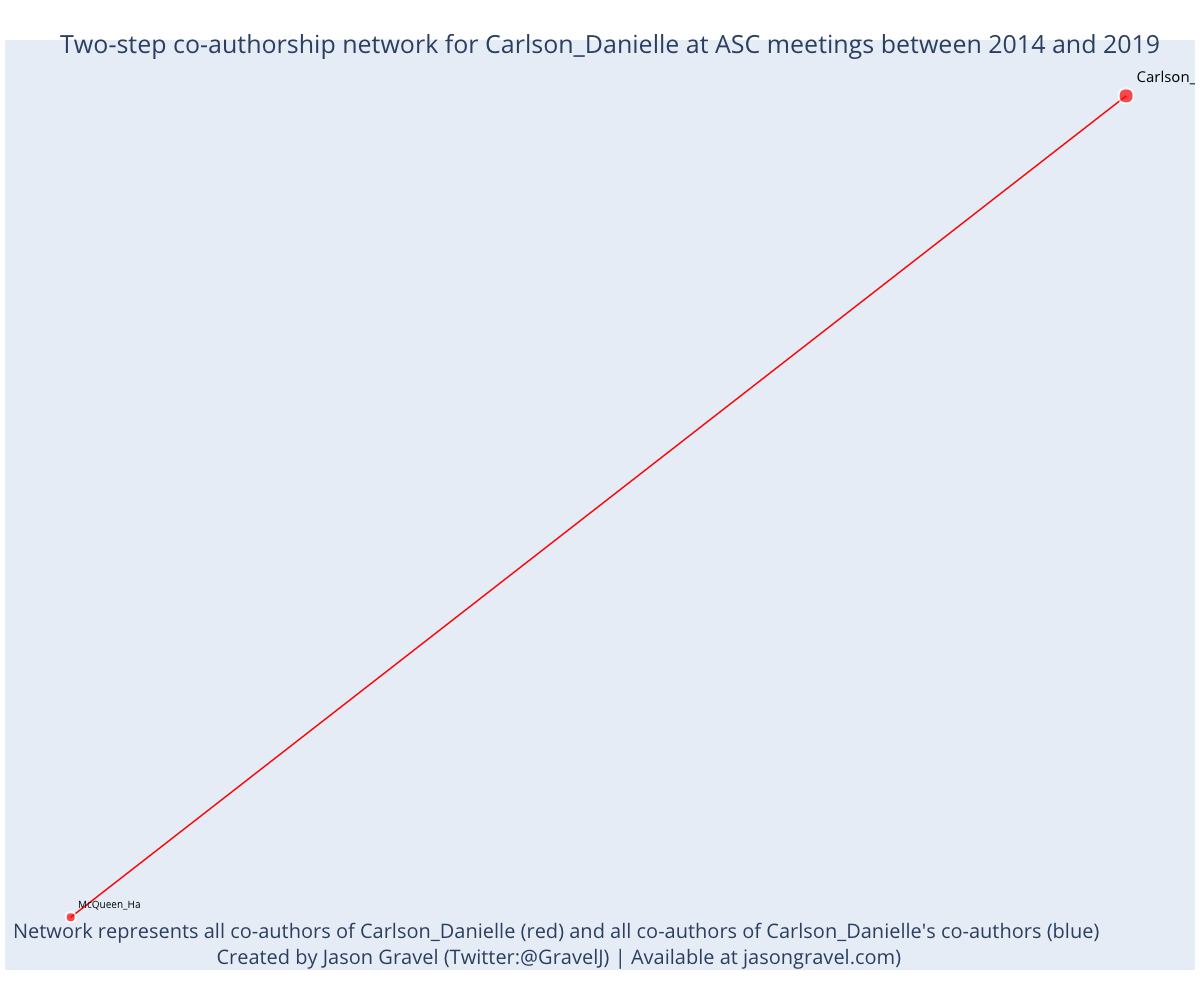 Two-step co-authorship network for Carlson_Danielle at ASC meetings between 2014 and 2019
Carlson_
McQueen_Ha
Network represents all co-authors of Carlson_Danielle (red) and all co-authors of Carlson_Danielle's co-authors (blue)
Created by Jason Gravel (Twitter:@GravelJ) | Available at jasongravel.com)